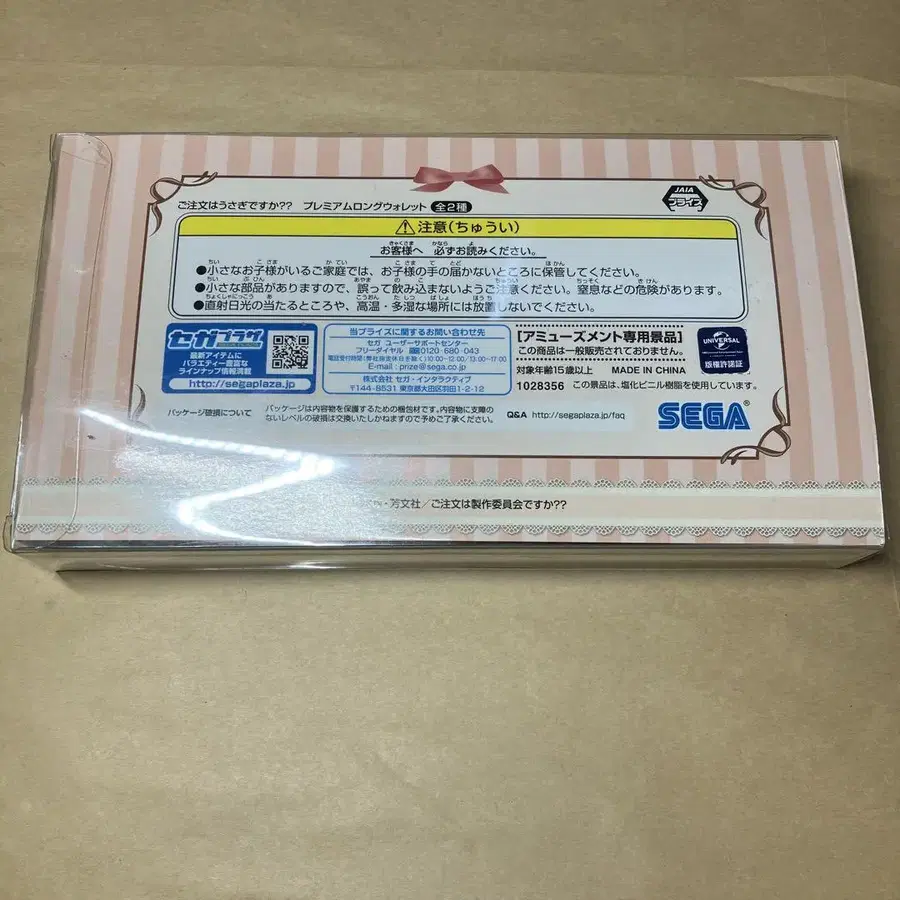 ご注文はうさぎですか?? プレミアムロングウォレット 全2種
JAIA
プライズ
⚠注意(ちゅうい)
お客様へ 必ずお読みください。
●小さなお子様がいるご家庭では、お子様の手の届かないところに保管してください。
●小さな部品がありますので、誤って飲み込まないようご注意ください。窒息などの危険があります。
●直射日光の当たるところや、高温・多湿な場所には放置しないでください。
セガプラザ
最新アイテムに
バラエティー豊富な
ラインナップ情報満載
http://segaplaza.jp
当プライズに関するお問い合わせ先
セガ ユーザーサポートセンター
フリーダイヤル 0120-680-043
E-mail : prize@sega.co.jp
株式会社 セガ・インタラクティブ
〒144-8531 東京都大田区羽田1-2-12
[アミューズメント専用景品]
この商品は一般販売されておりません。
対象年齢15歳以上 MADE IN CHINA
1028356 この景品は、塩化ビニル樹脂を使用しています。
UNIVERSAL
版権許諾証
パッケージ破損について
パッケージは内容物を保護するための梱包材です。内容物に支障の
ないレベルの破損は交換いたしかねますので予めご了承ください。
Q&A http://segaplaza.jp/faq
SEGA®
・芳文社/ご注文は製作委員会ですか??